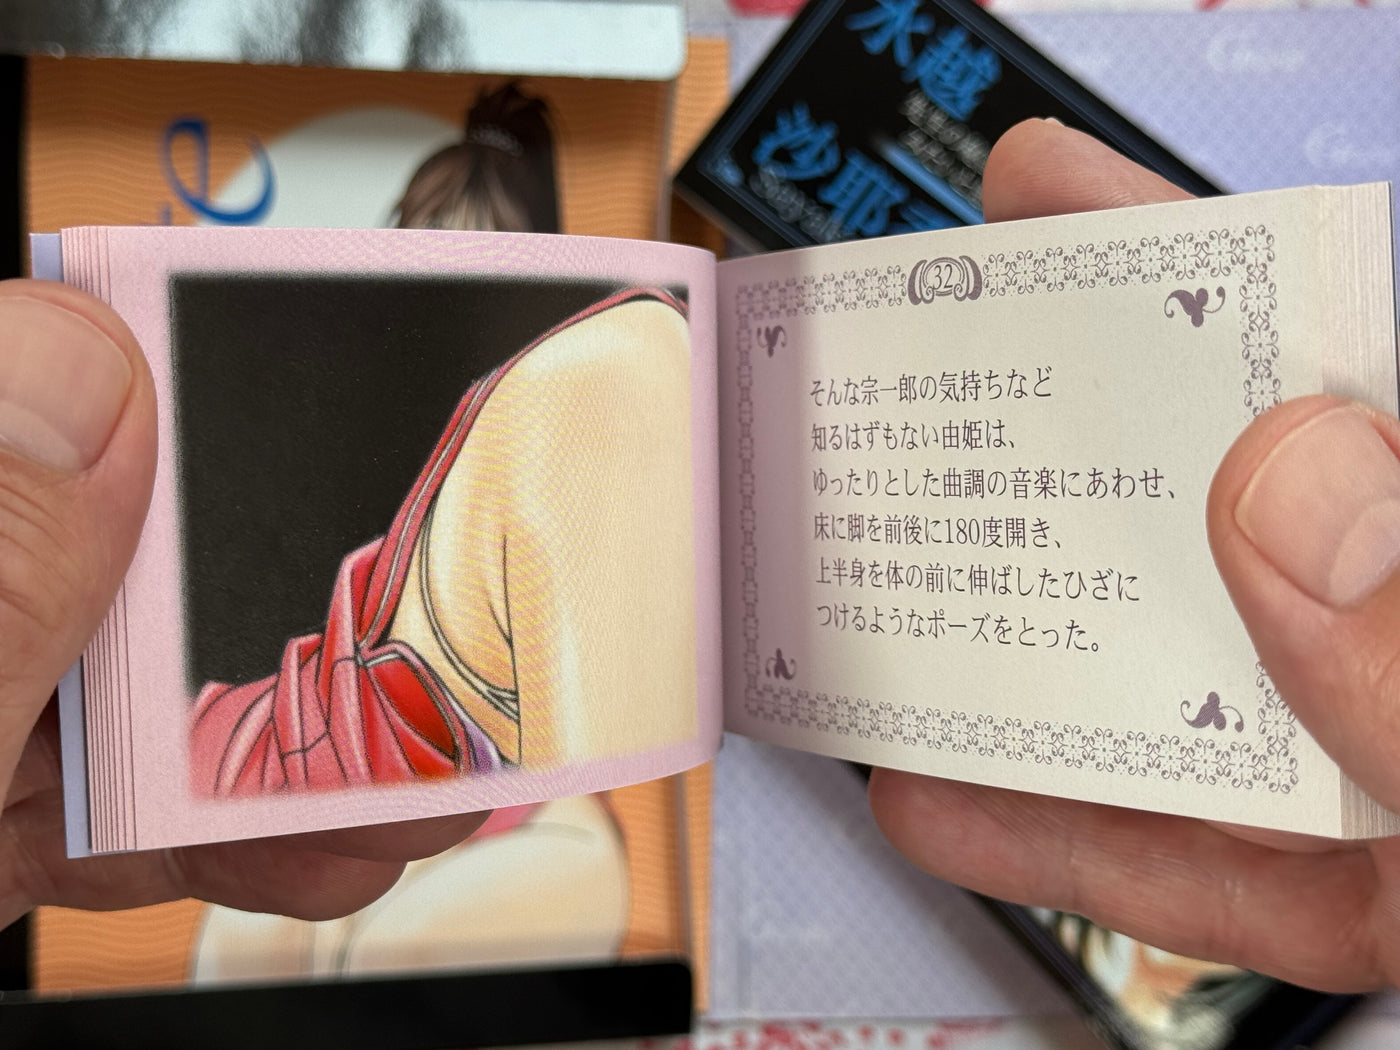 水越
沙耶
32
そんな宗一郎の気持ちなど
知るはずもない由姫は、
ゆったりとした曲調の音楽にあわせ、
床に脚を前後に180度開き、
上半身を体の前に伸ばしたひざに
つけるようなポーズをとった。